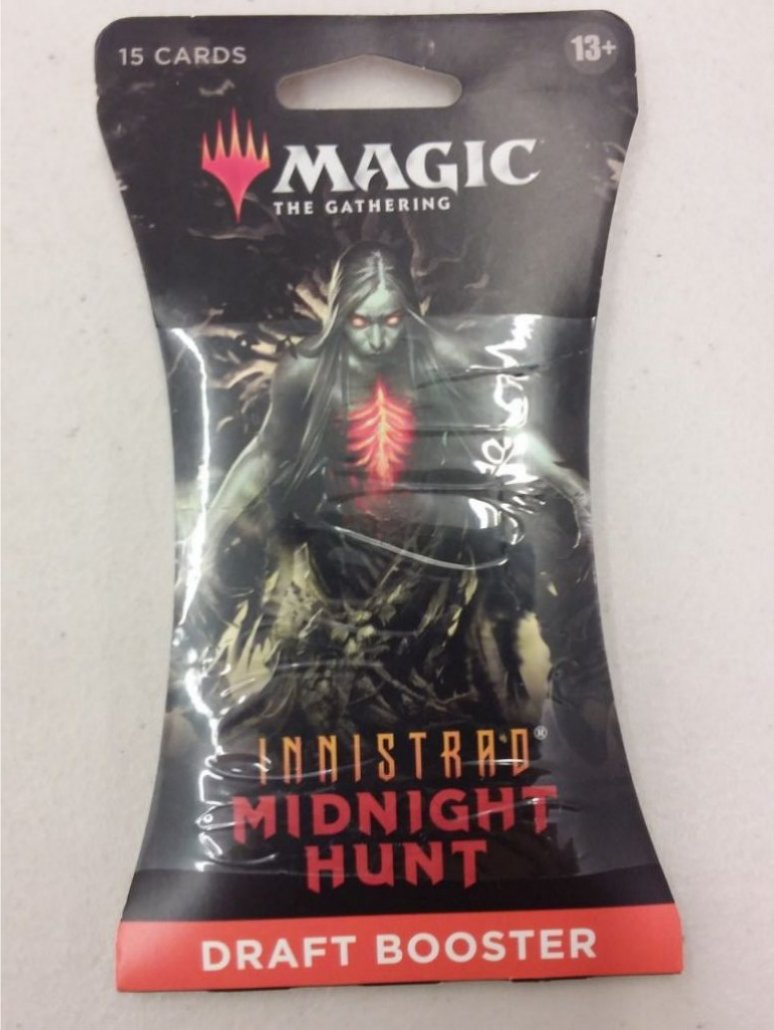 15 CARDS
13+
MAGIC
THE GATHERING
INNISTRAD®
MIDNIGHT
HUNT
DRAFT BOOSTER